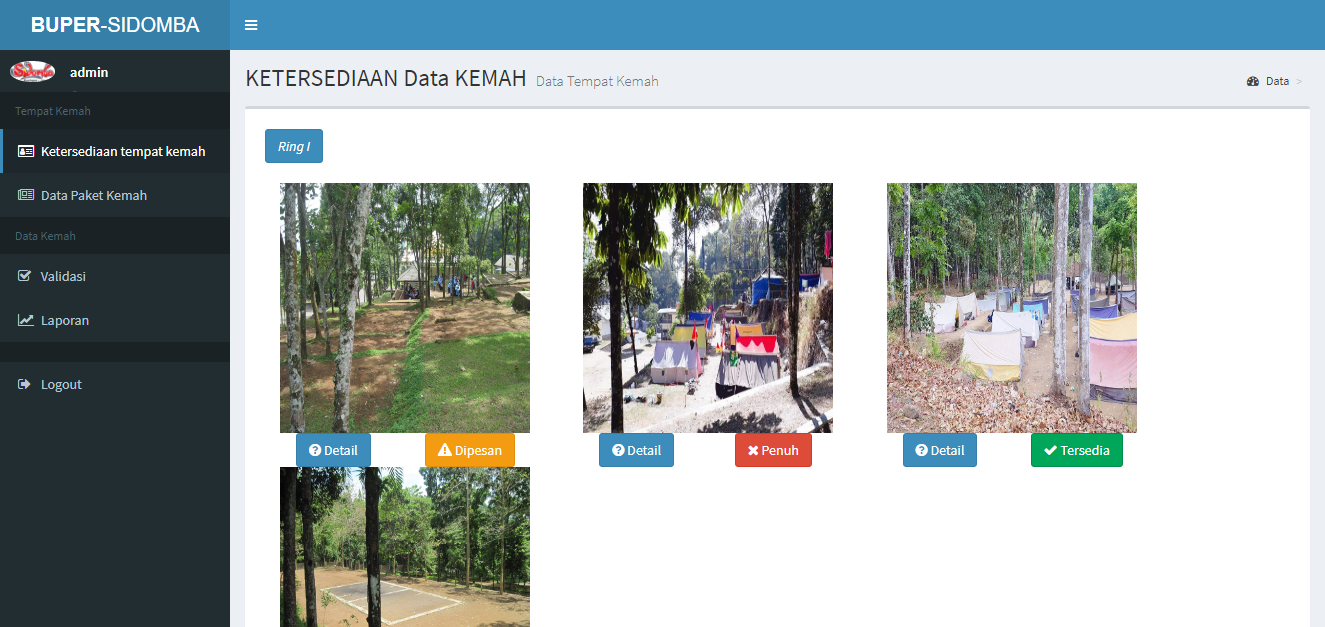 BUPER-SIDOMBA
admin
Tempat Kemah
Ketersediaan tempat kemah
Data Paket Kemah
Data Kemah
Validasi
Laporan
Logout
KETERSEDIAAN Data KEMAH Data Tempat Kemah
Data >
Ring I
Detail Dipesan
Detail Penuh
Detail Tersedia